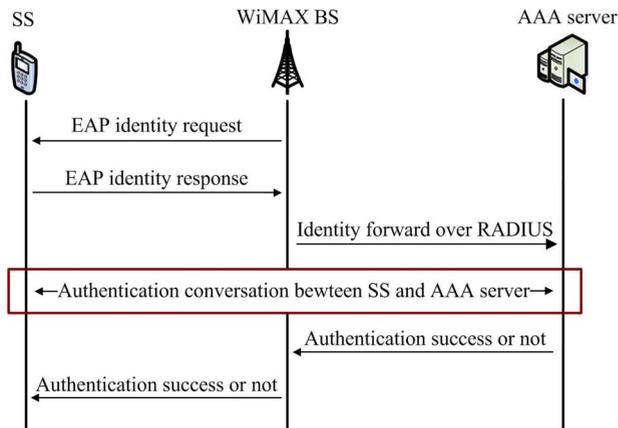 SS
WiMAX BS
AAA server
EAP identity request
EAP identity response
Identity forward over RADIUS
Authentication conversation bewteen SS and AAA server
Authentication success or not
Authentication success or not